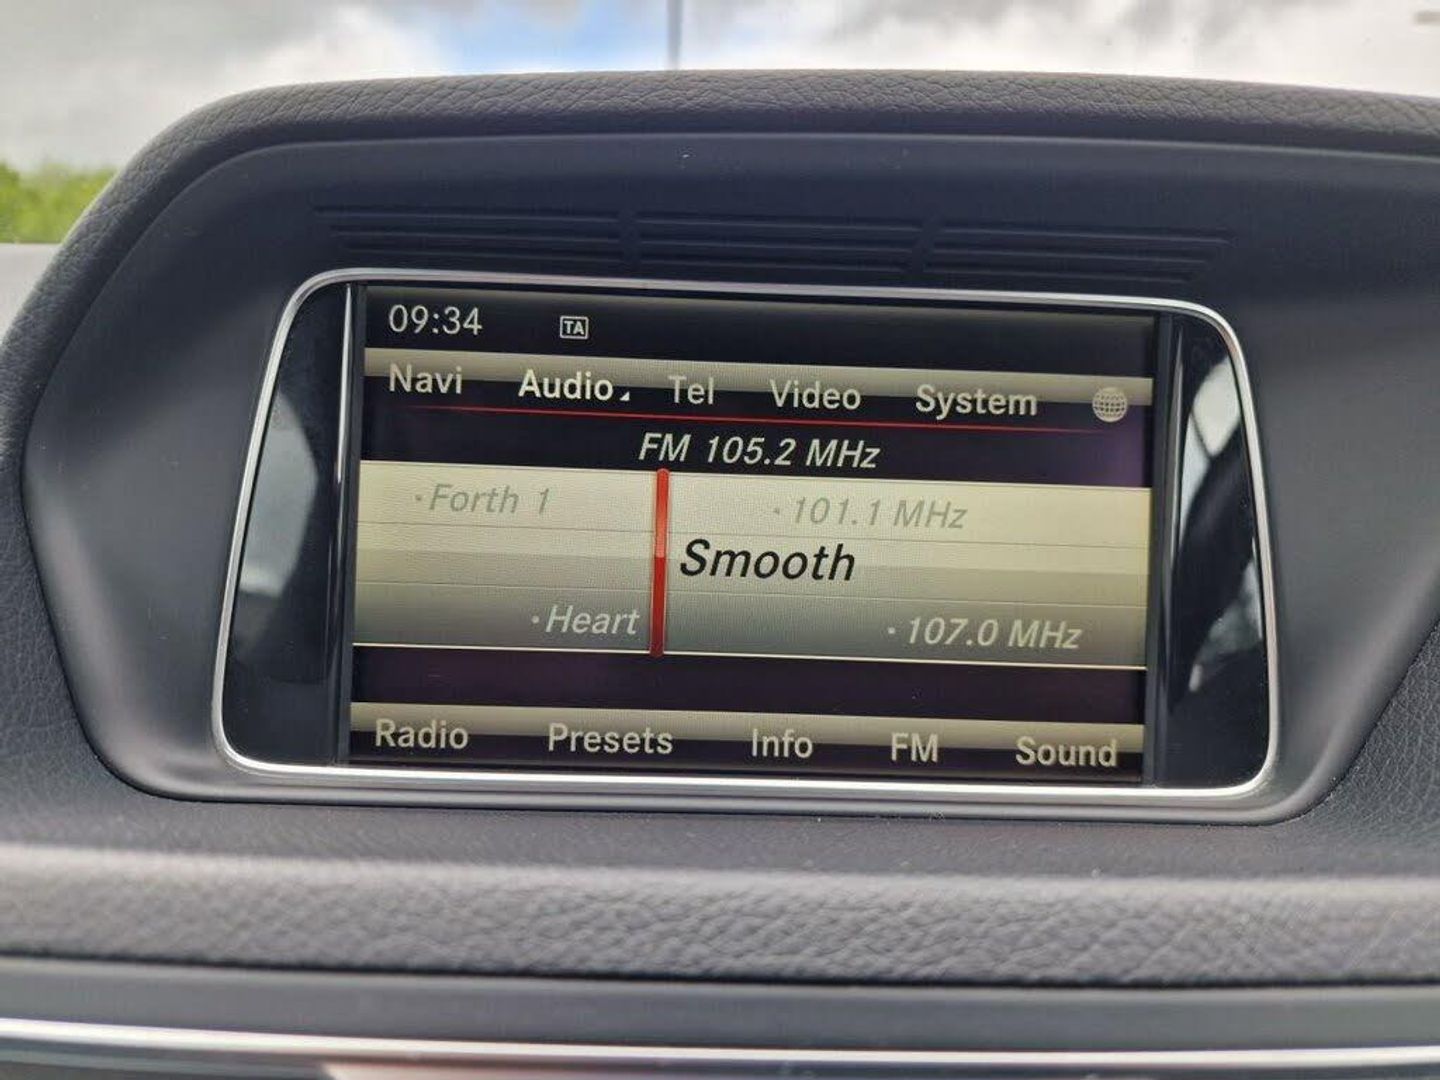 09:34 TA
Navi Audio Tel Video System
FM 105.2 MHz
·Forth 1 ·101.1 MHz
Smooth
·Heart ·107.0 MHz
Radio Presets Info FM Sound